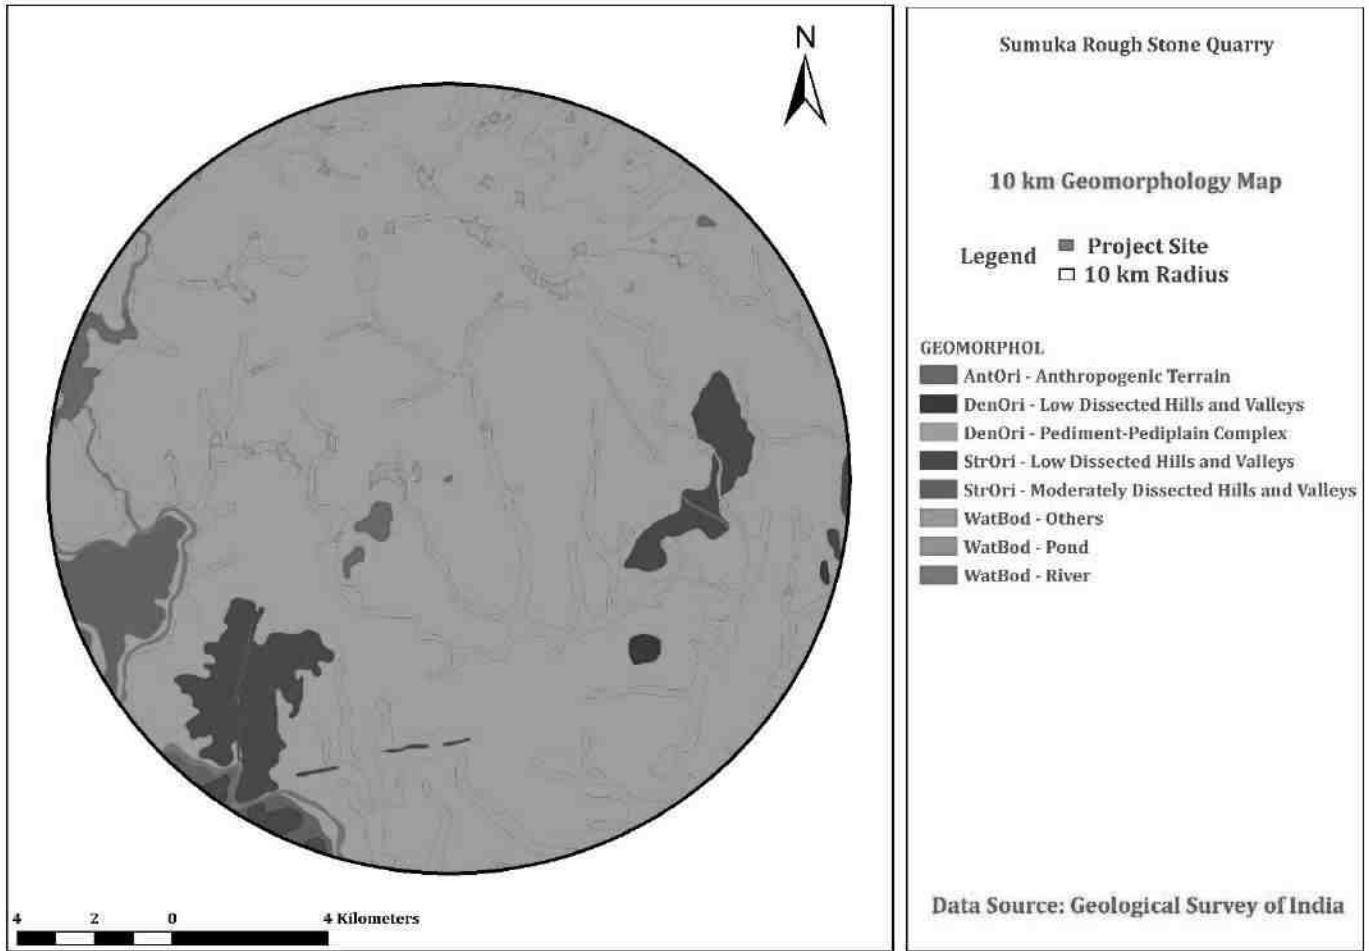 N
4 2 0 4 Kilometers
Sumuka Rough Stone Quarry
10 km Geomorphology Map
Legend
Project Site
10 km Radius
GEOMORPHOL
AntOri - Anthropogenic Terrain
DenOri - Low Dissected Hills and Valleys
DenOri - Pediment-Pediplain Complex
StrOri - Low Dissected Hills and Valleys
StrOri - Moderately Dissected Hills and Valleys
WatBod - Others
WatBod - Pond
WatBod - River
Data Source: Geological Survey of India